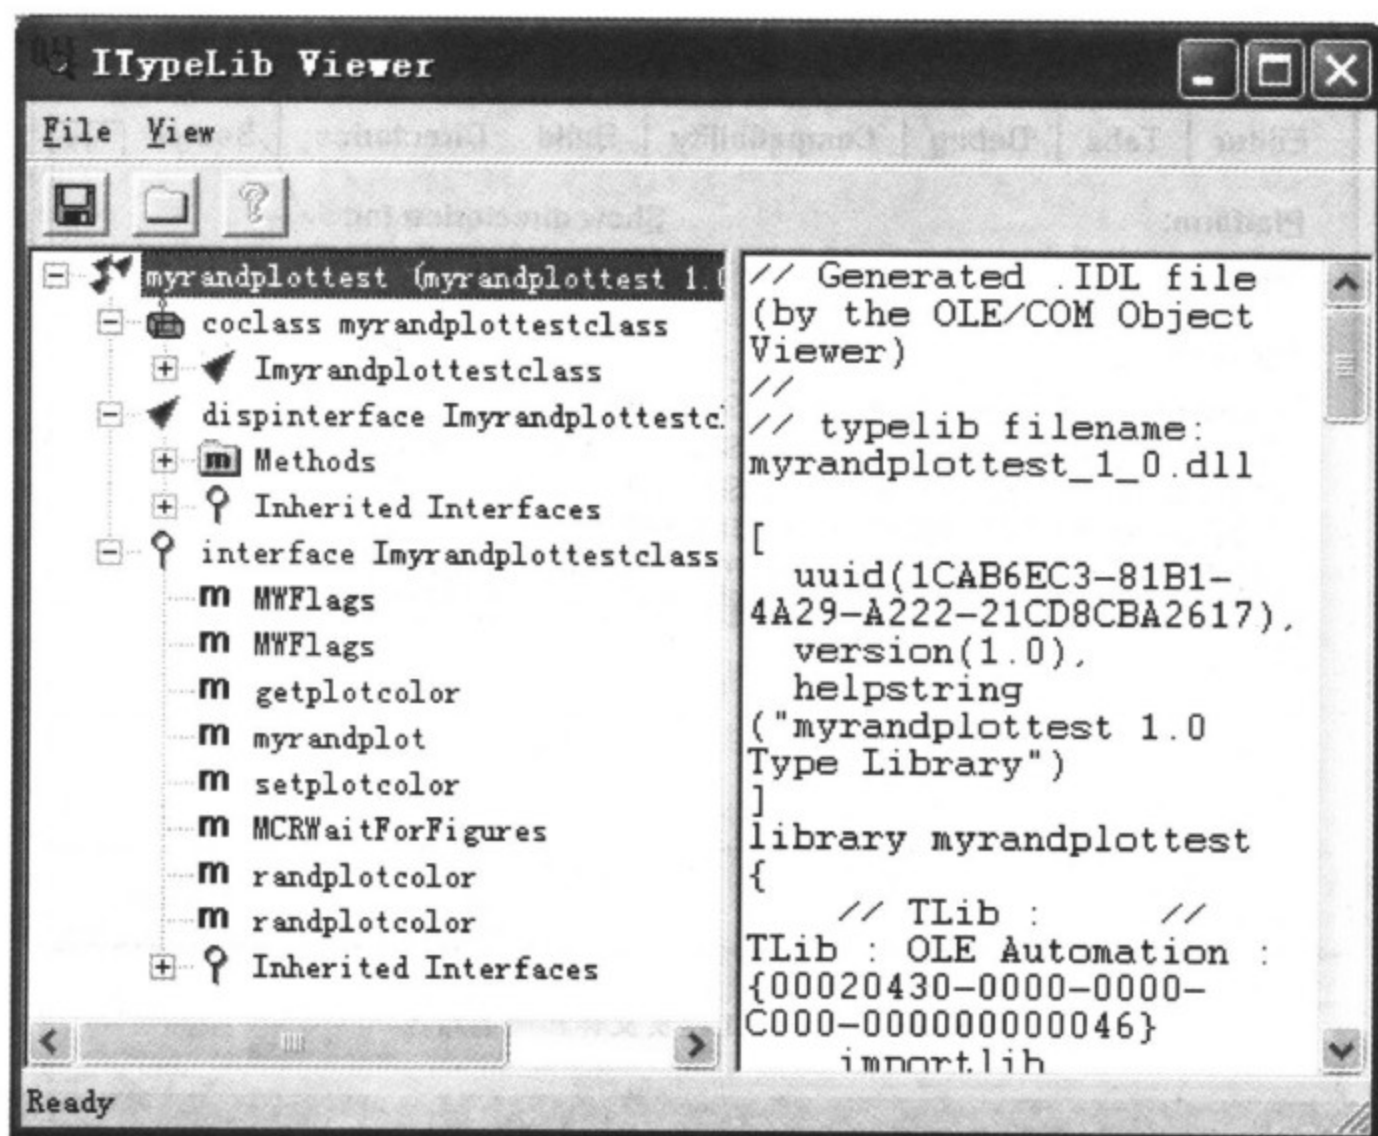 ITypeLib Viewer
File View
myrandplottest (myrandplottest 1.0
coclass myrandplottestclass
Imyrandplottestclass
dispinterface Imyrandplottestc
Methods
Inherited Interfaces
interface Imyrandplottestclass
m MWFlags
m MWFlags
m getplotcolor
m myrandplot
m setplotcolor
m MCRWaitForFigures
m randplotcolor
m randplotcolor
Inherited Interfaces
// Generated .IDL file
(by the OLE/COM Object
Viewer)
//
// typelib filename:
myrandplottest_1_0.dll
[
uuid(1CAB6EC3-81B1-
4A29-A222-21CD8CBA2617),
version(1.0),
helpstring
("myrandplottest 1.0
Type Library")
]
library myrandplottest
{
// TLib :     //
TLib : OLE Automation :
{00020430-0000-0000-
C000-000000000046}
importlib
Ready